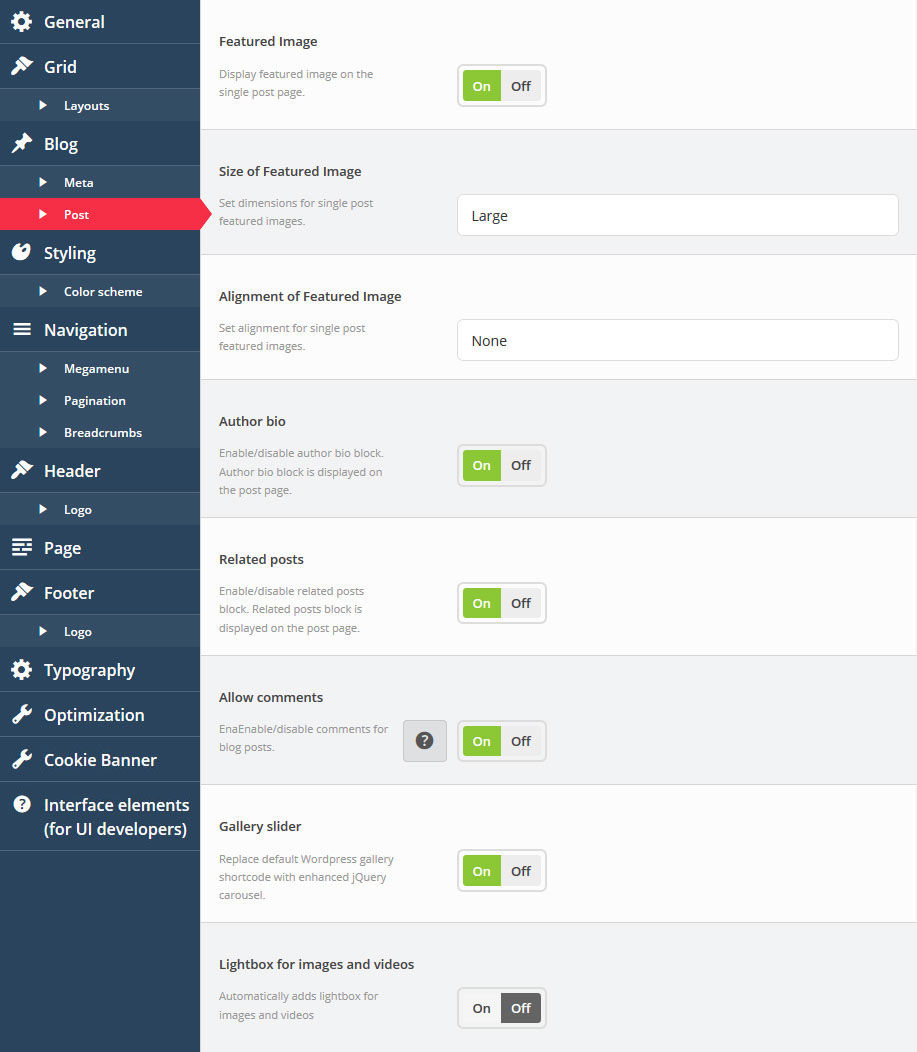 General
Grid
Layouts
Blog
Meta
Post
Styling
Color scheme
Navigation
Megamenu
Pagination
Breadcrumbs
Header
Logo
Page
Footer
Logo
Typography
Optimization
Cookie Banner
Interface elements
(for UI developers)
Featured Image
Display featured image on the
single post page.
On Off
Size of Featured Image
Set dimensions for single post
featured images.
Large
Alignment of Featured Image
Set alignment for single post
featured images.
None
Author bio
Enable/disable author bio block.
Author bio block is displayed on
the post page.
On Off
Related posts
Enable/disable related posts
block. Related posts block is
displayed on the post page.
On Off
Allow comments
EnaEnable/disable comments for
blog posts.
? On Off
Gallery slider
Replace default Wordpress gallery
shortcode with enhanced jQuery
carousel.
On Off
Lightbox for images and videos
Automatically adds lightbox for
images and videos
On Off